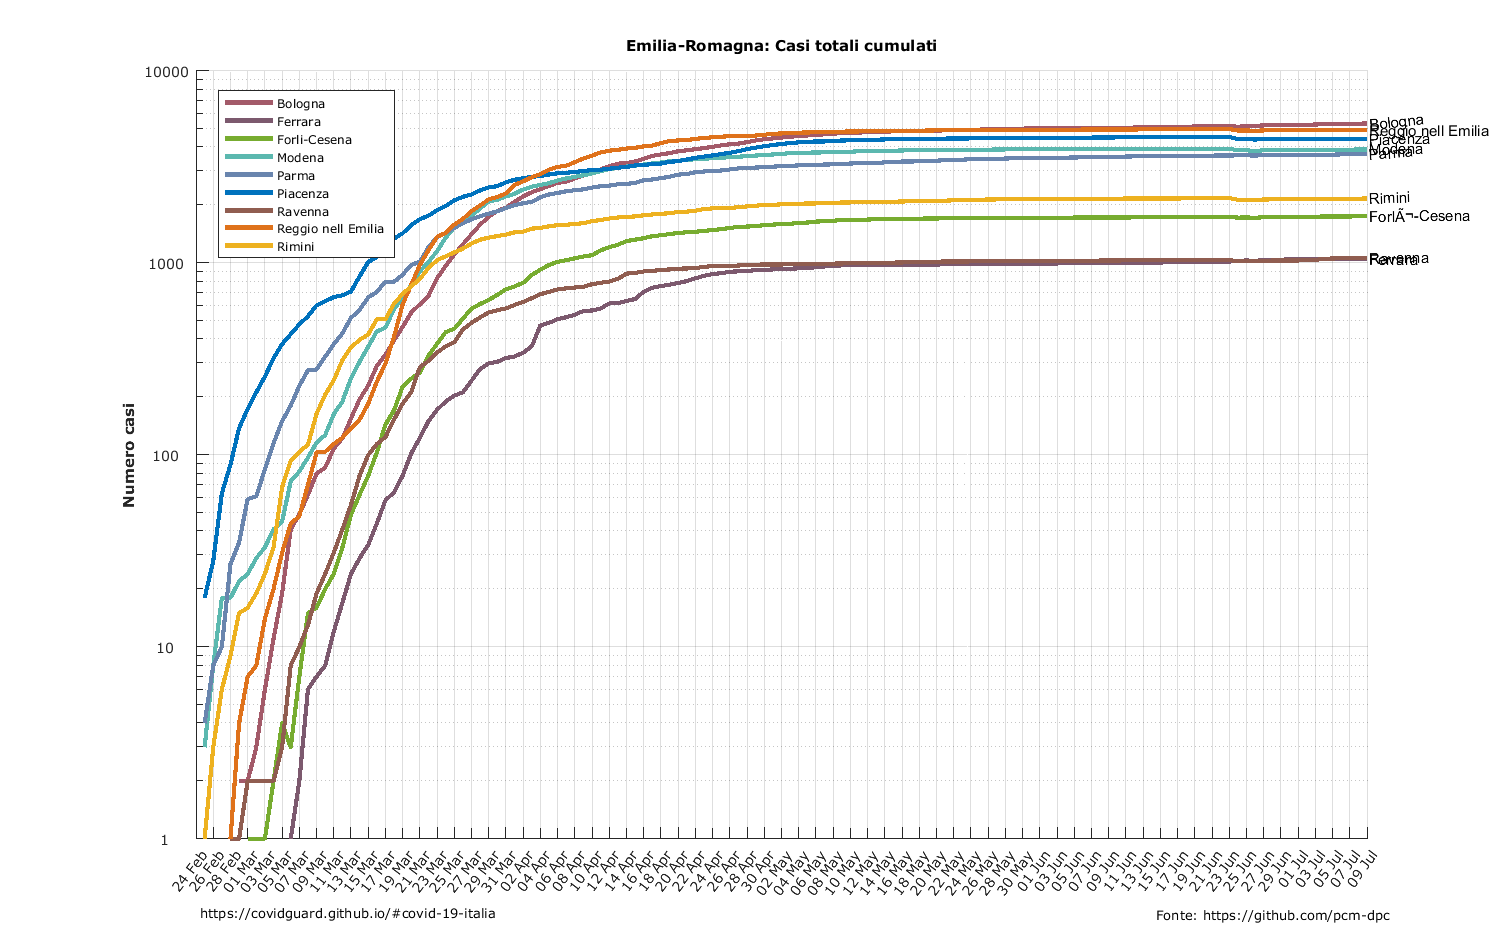 Emilia-Romagna: Casi totali cumulati
10000
1000
100
10
1
Numero casi
Bologna
Ferrara
Forlì-Cesena
Modena
Parma
Piacenza
Ravenna
Reggio nell Emilia
Rimini
Bologna
Reggio nell Emilia
Piacenza
Modena
Parma
Rimini
ForlÃ¬-Cesena
Ravenna
Ferrara
24 Feb
26 Feb
28 Feb
01 Mar
03 Mar
05 Mar
07 Mar
09 Mar
11 Mar
13 Mar
15 Mar
17 Mar
19 Mar
21 Mar
23 Mar
25 Mar
27 Mar
29 Mar
31 Mar
02 Apr
04 Apr
06 Apr
08 Apr
10 Apr
12 Apr
14 Apr
16 Apr
18 Apr
20 Apr
22 Apr
24 Apr
26 Apr
28 Apr
30 Apr
02 May
04 May
06 May
08 May
10 May
12 May
14 May
16 May
18 May
20 May
22 May
24 May
26 May
28 May
30 May
01 Jun
03 Jun
05 Jun
07 Jun
09 Jun
11 Jun
13 Jun
15 Jun
17 Jun
19 Jun
21 Jun
23 Jun
25 Jun
27 Jun
29 Jun
01 Jul
03 Jul
05 Jul
07 Jul
09 Jul
https://covidguard.github.io/#covid-19-italia
Fonte: https://github.com/pcm-dpc